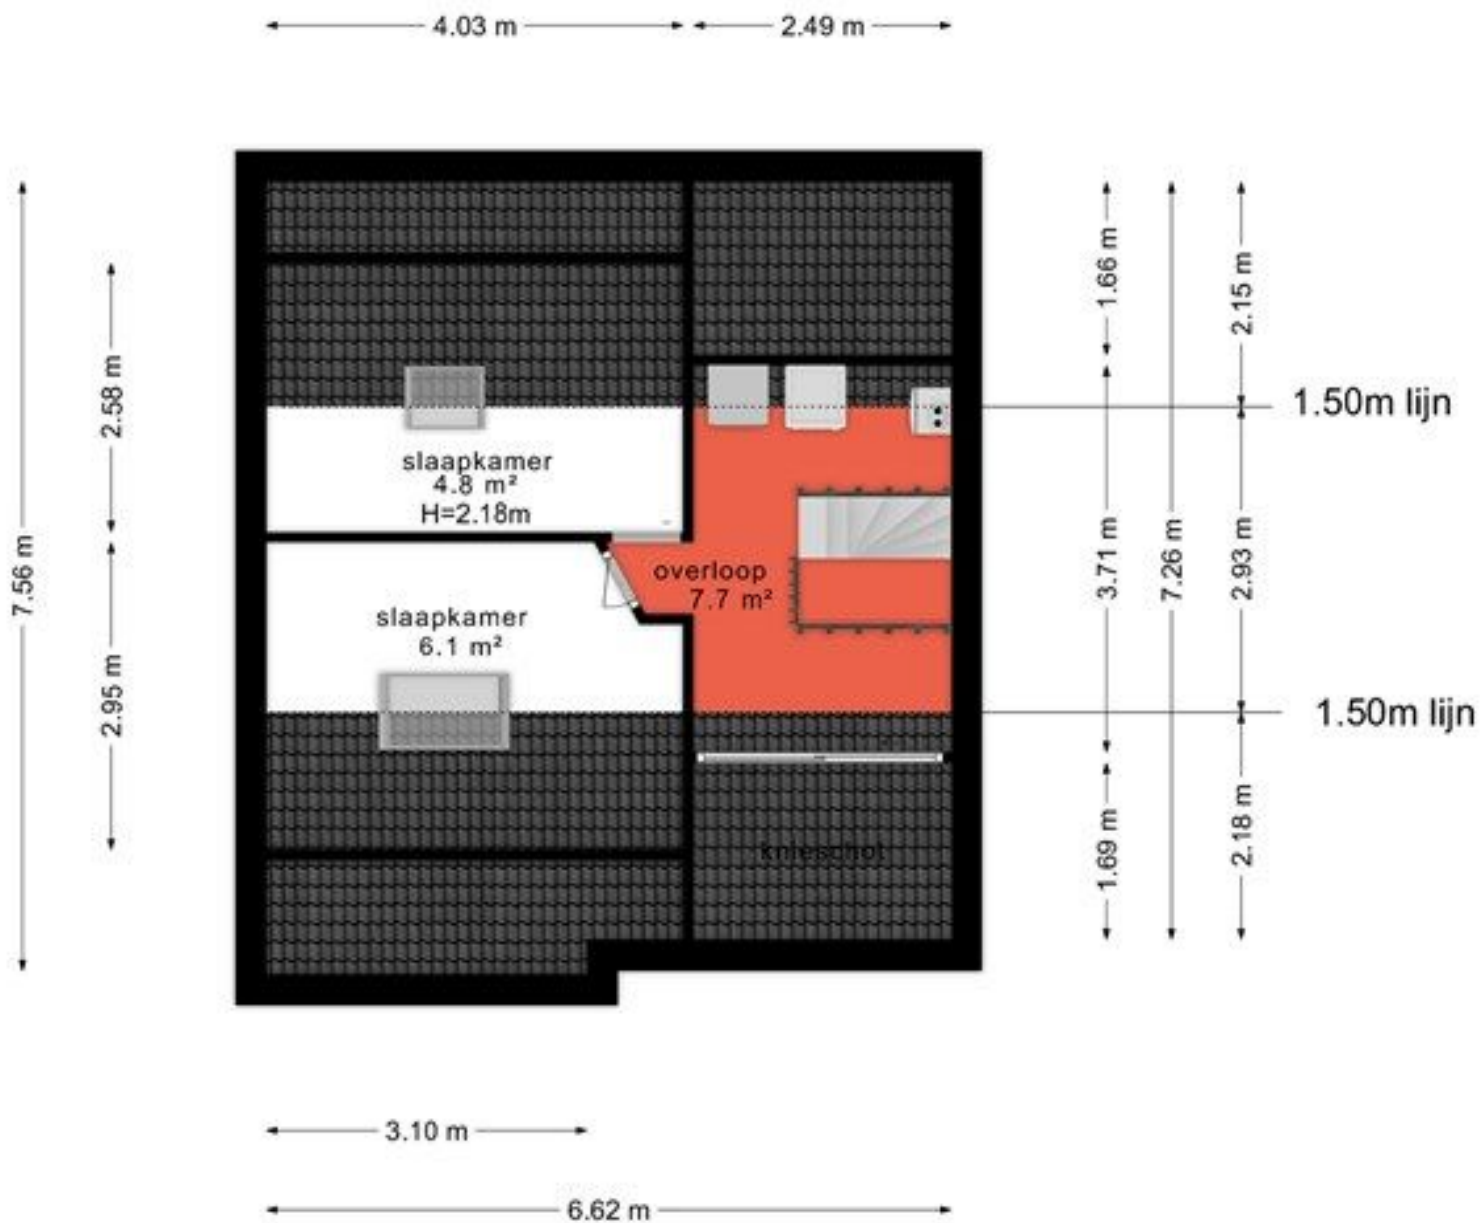 4.03 m
2.49 m
7.56 m
2.58 m
2.95 m
1.66 m
3.71 m
1.69 m
7.26 m
2.15 m
2.93 m
2.18 m
1.50m lijn
1.50m lijn
slaapkamer
4.8 m²
H=2.18m
overloop
7.7 m²
slaapkamer
6.1 m²
knieschot
3.10 m
6.62 m